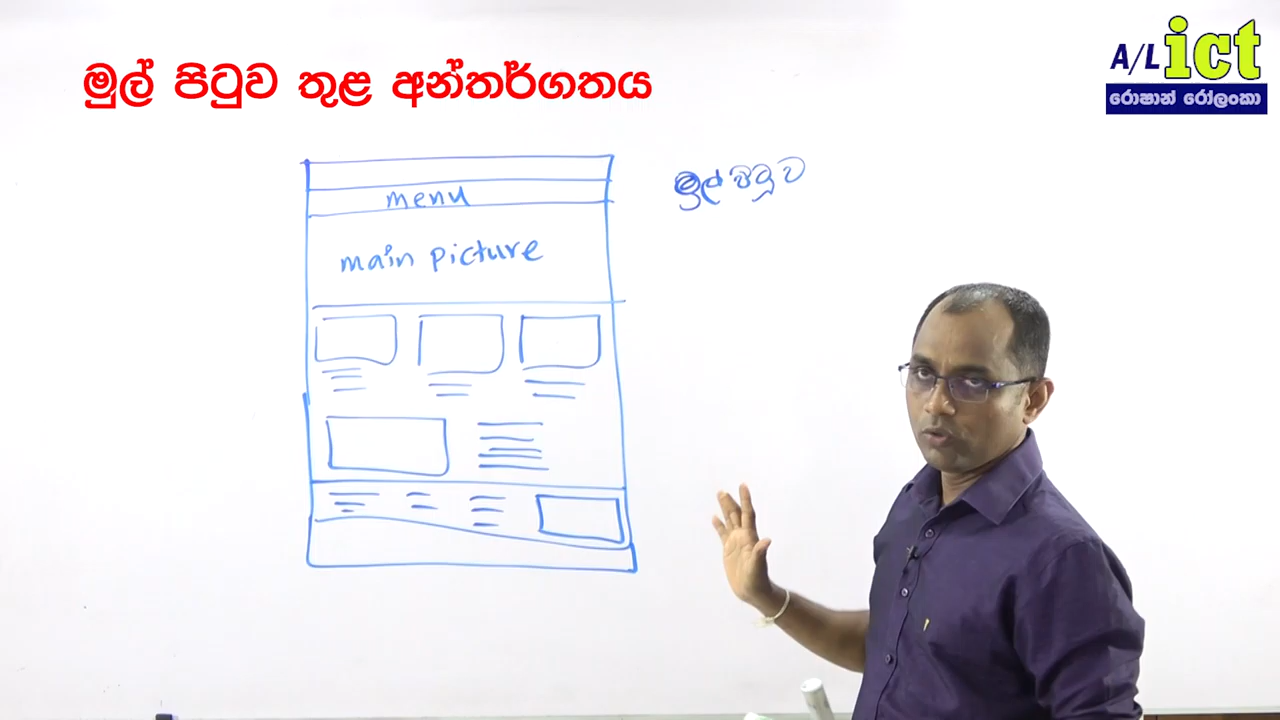 මුල් පිටුව තුළ අන්තර්ගතය
A/L ict
රොෂාන් රෝලංකා
menu
මුල් පිටුව
main picture